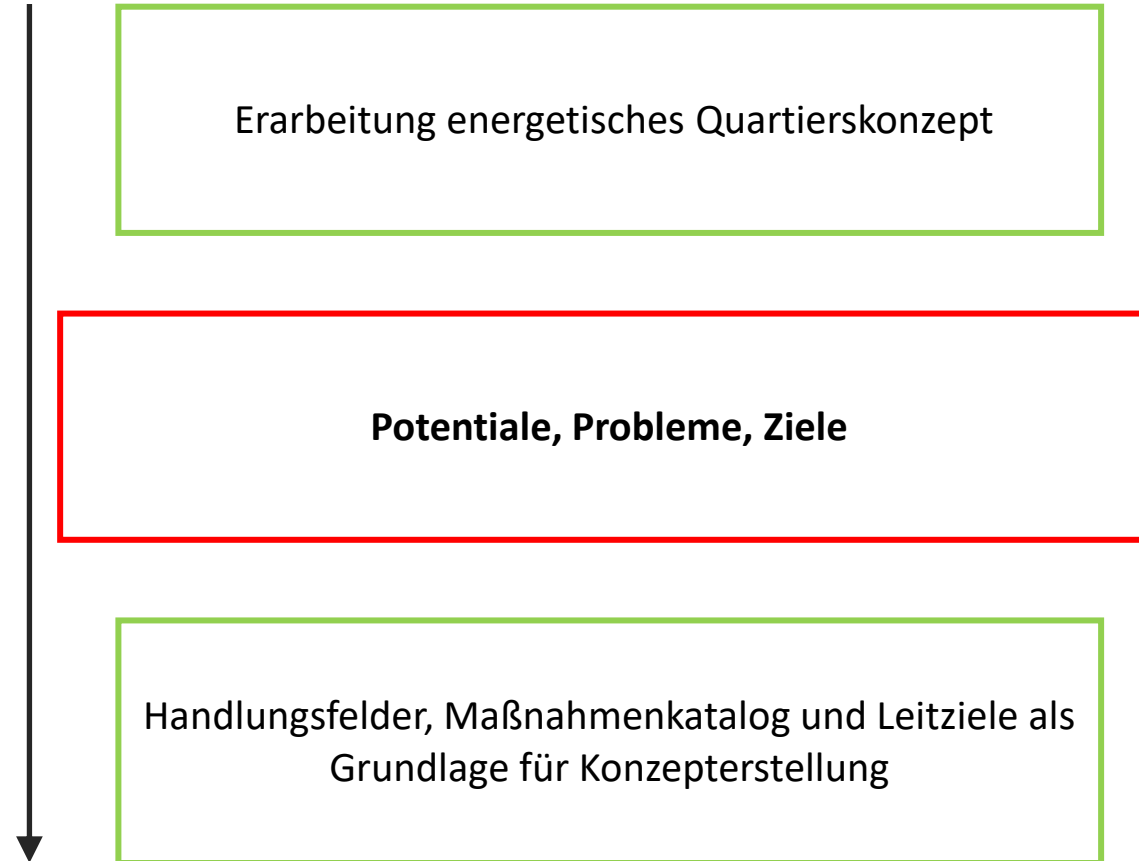 Erarbeitung energetisches Quartierskonzept
Potentiale, Probleme, Ziele
Handlungsfelder, Maßnahmenkatalog und Leitziele als
Grundlage für Konzepterstellung